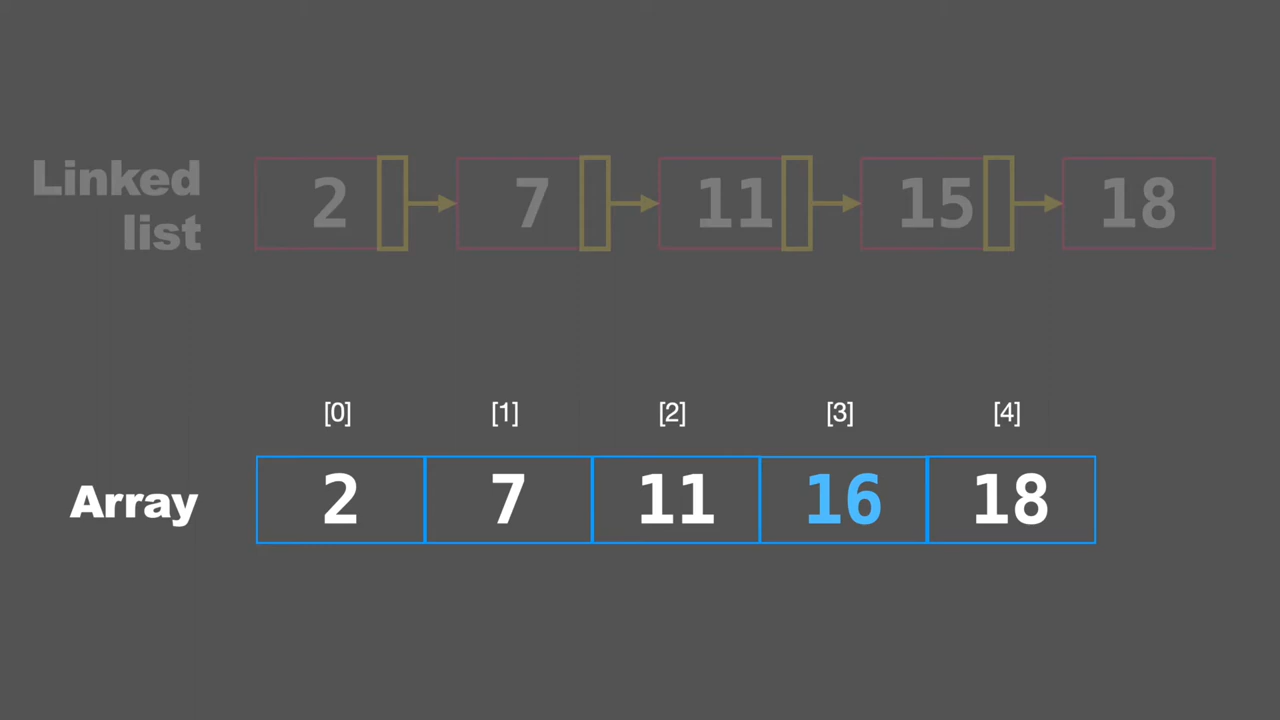 Linked
list
2 7 11 15 18
[0] [1] [2] [3] [4]
Array
2 7 11 16 18